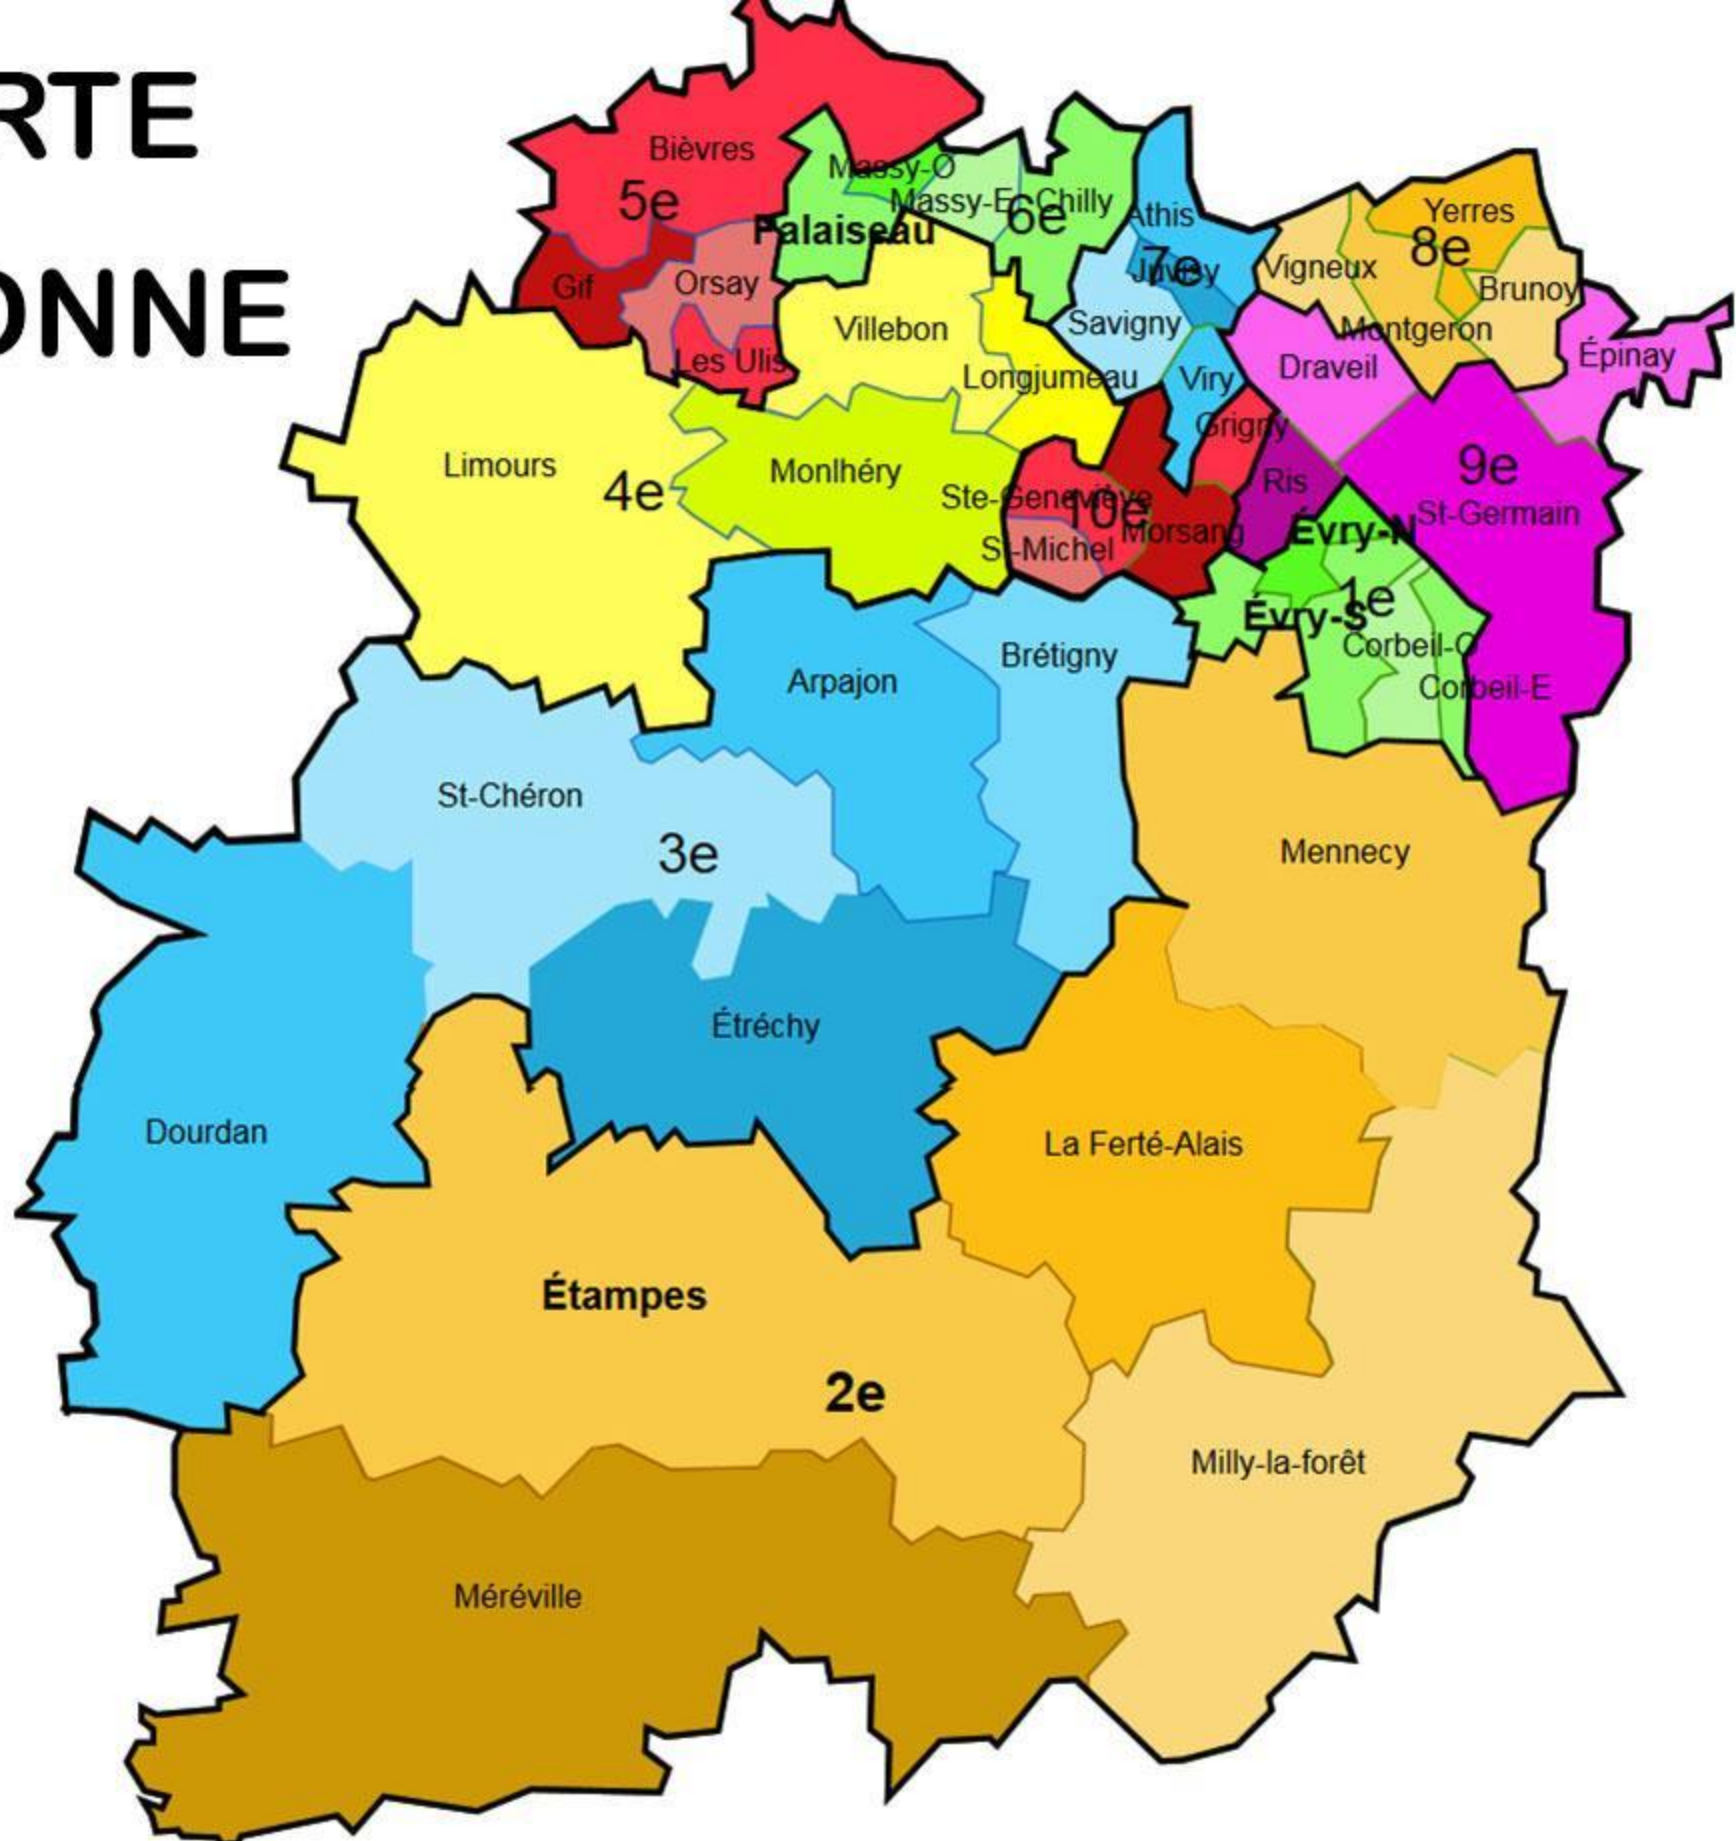 RTE
ONNE
Bièvres
5e
Massy-O
Massy-E
Chilly
6e
Palaiseau
Athis
7e
Juvisy
Yerres
8e
Vigneux
Brunoy
Montgeron
Gif
Orsay
Les Ulis
Villebon
Savigny
Longjumeau
Viry
Draveil
Épinay
Grigny
Limours
4e
Monlhéry
Ste-Geneviève
10e
Morsang
St-Michel
Ris
9e
St-Germain
Évry-N
1e
Évry-S
Corbeil-O
Corbeil-E
Arpajon
Brétigny
St-Chéron
3e
Mennecy
Étréchy
Dourdan
La Ferté-Alais
Étampes
2e
Milly-la-forêt
Méréville